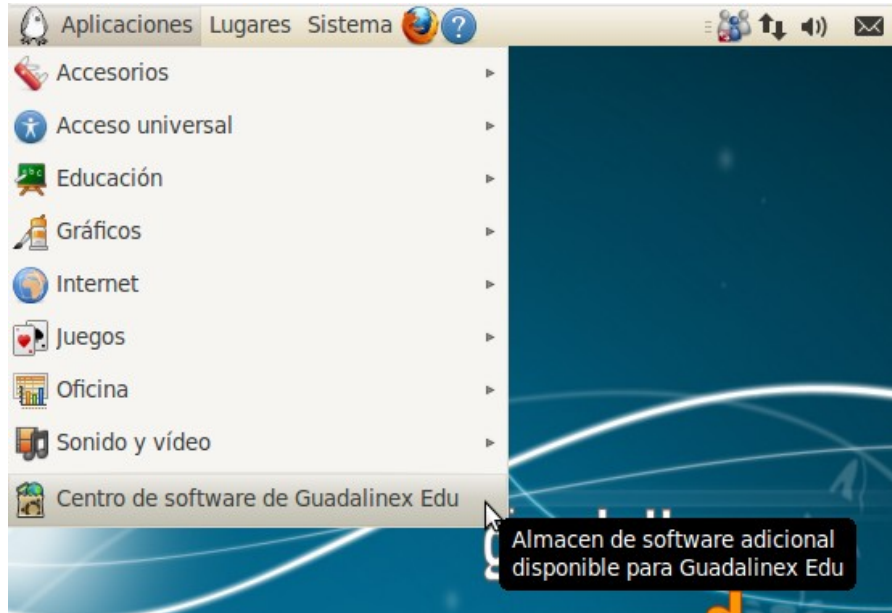 Aplicaciones Lugares Sistema ?
Accesorios
Acceso universal
Educación
Gráficos
Internet
Juegos
Oficina
Sonido y vídeo
Centro de software de Guadalinex Edu
Almacen de software adicional
disponible para Guadalinex Edu